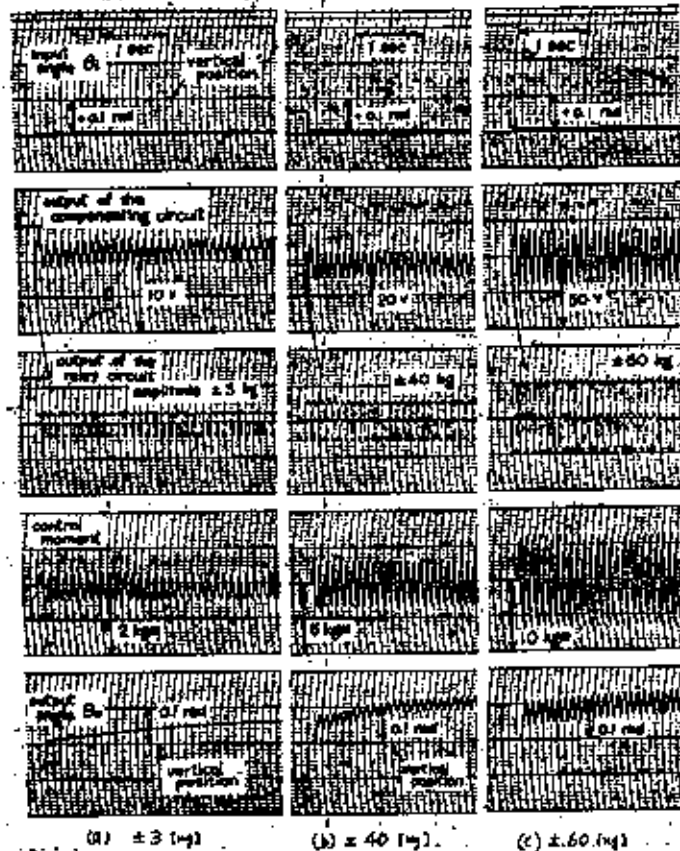 input angle θi
1 sec
vertical position
+0.1 rad
1 sec
+0.1 rad
1 sec
+0.1 rad
output of the compensating circuit
10 V
20 V
50 V
output of the relay circuit
amplitude ±3 kg
±40 kg
±60 kg
control moment
2 kgm
5 kgm
10 kgm
output angle θo
0.1 rad
vertical position
0.1 rad
vertical position
0.1 rad
(a) ±3 [kg]
(b) ±40 [kg]
(c) ±60 [kg]